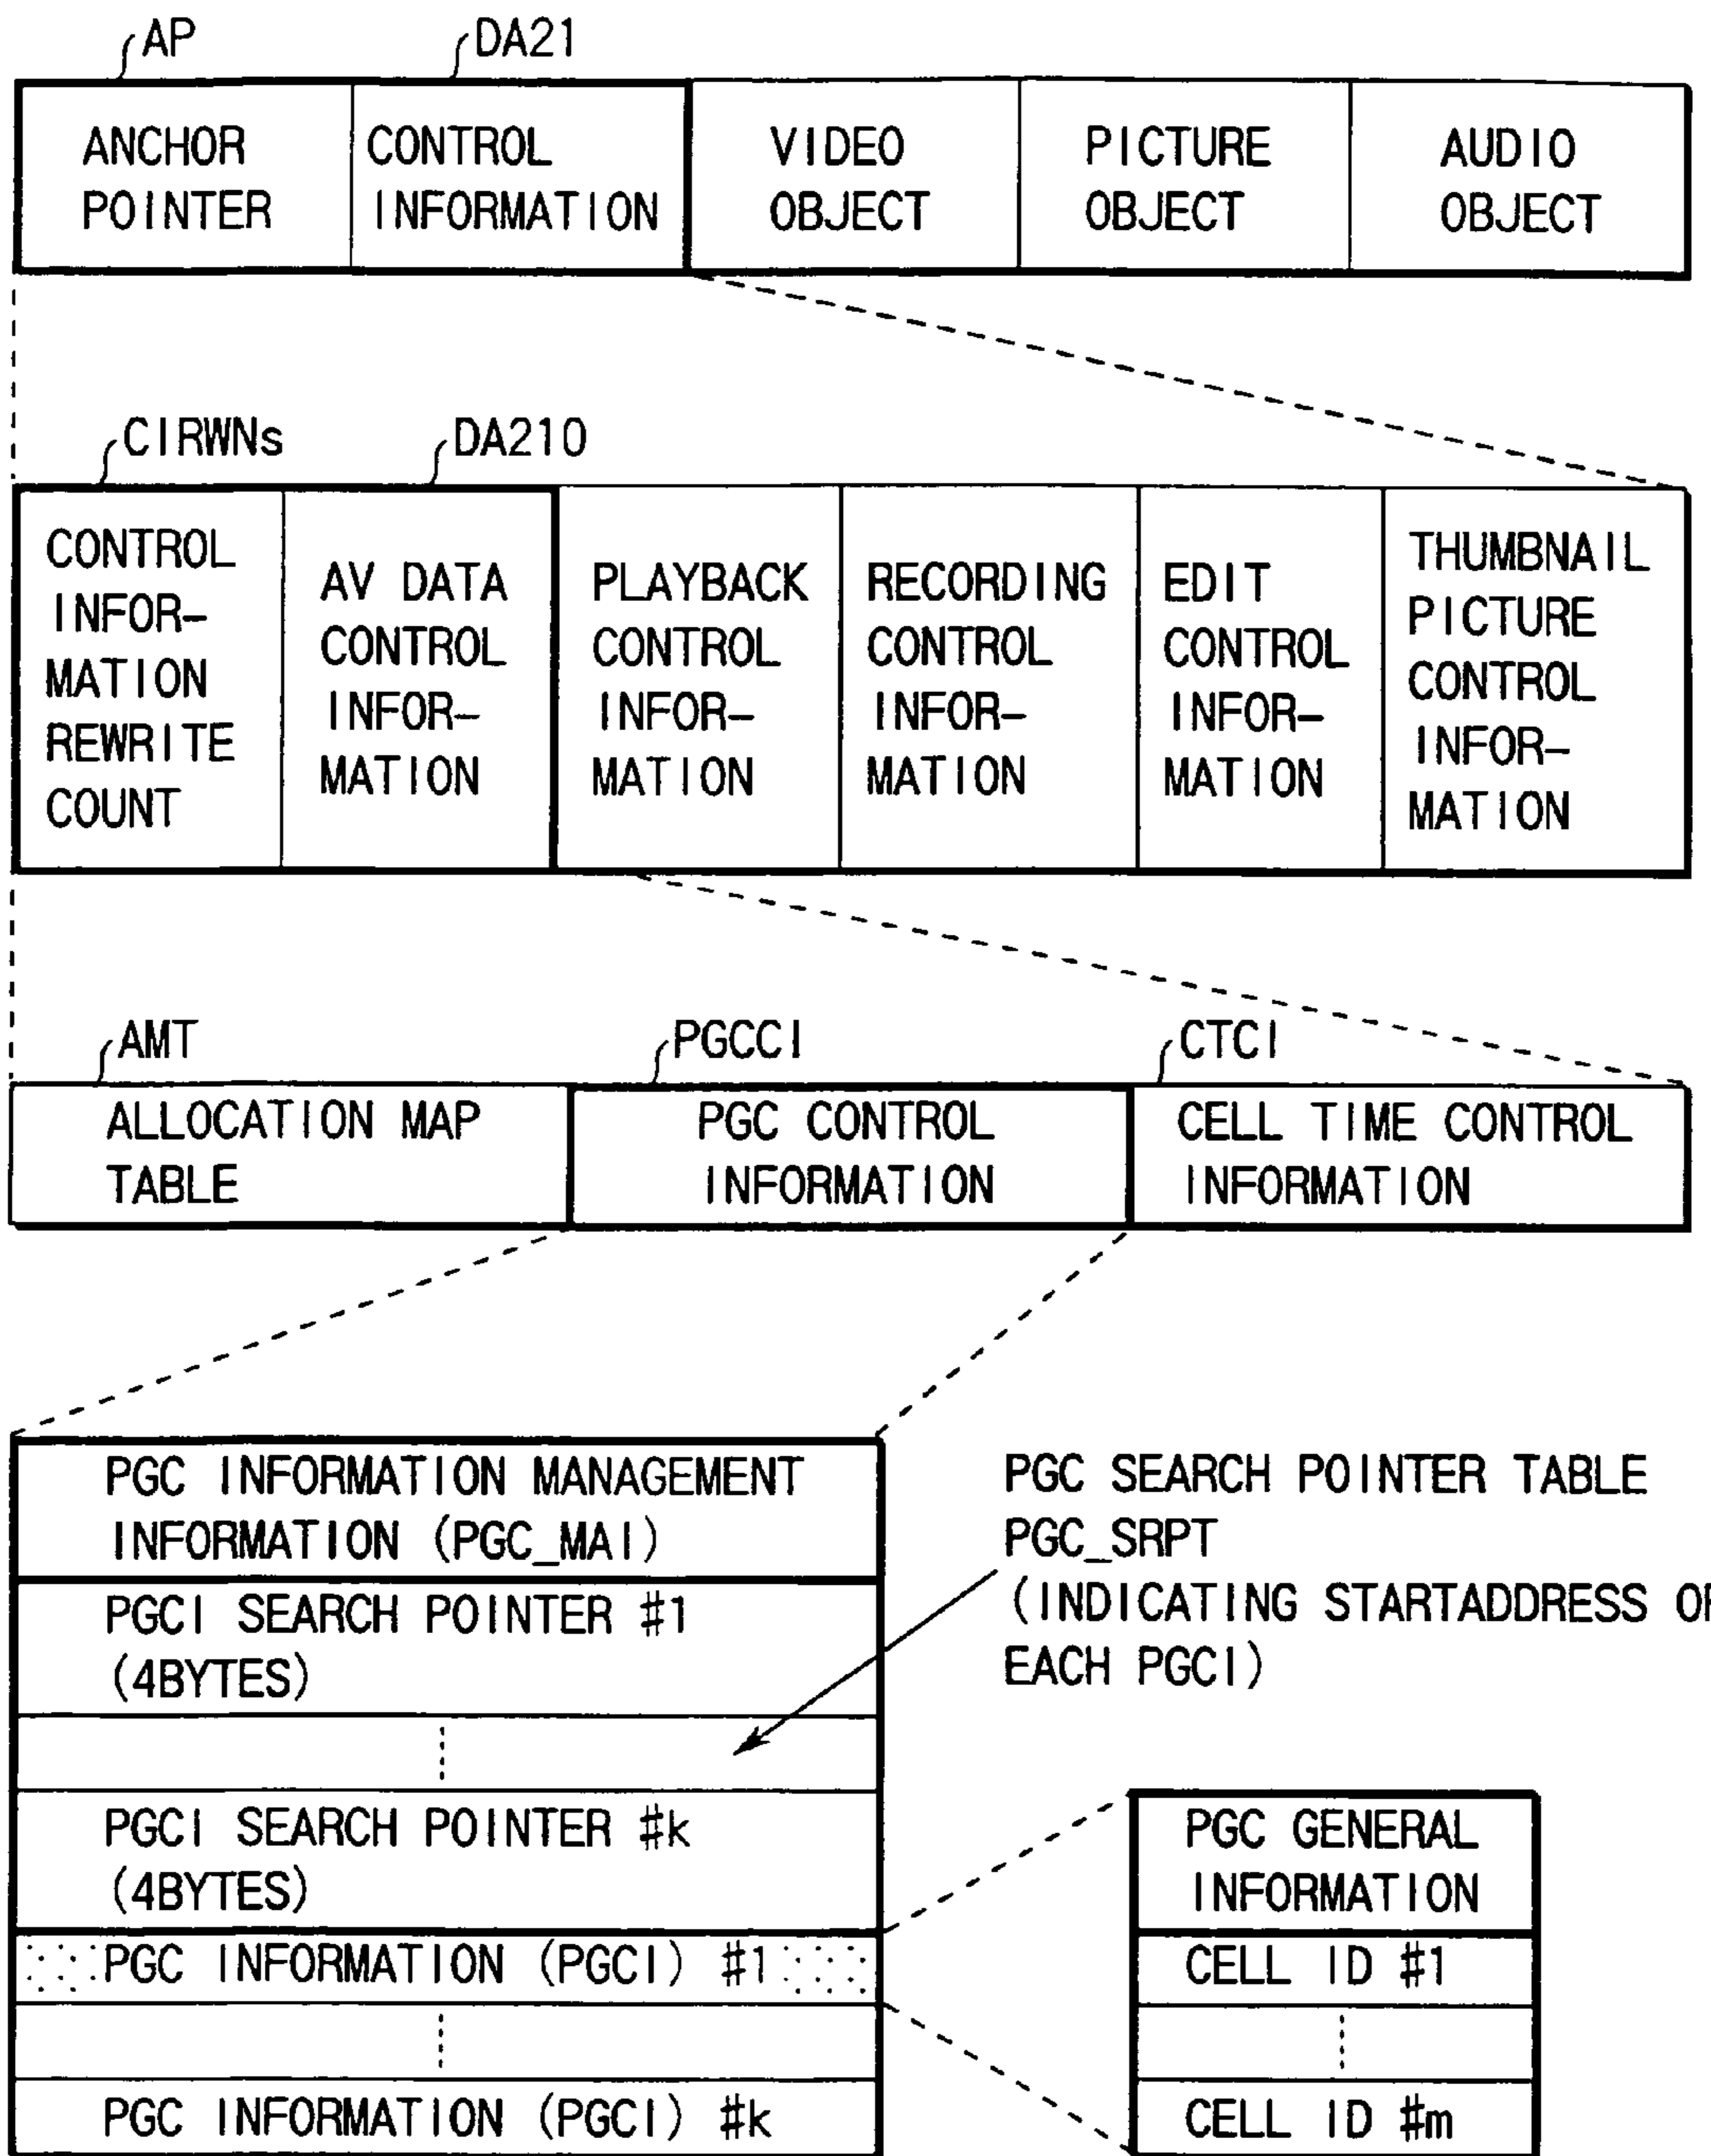 AP
DA21
ANCHOR
POINTER
CONTROL
INFORMATION
VIDEO
OBJECT
PICTURE
OBJECT
AUDIO
OBJECT
CIRWNs
DA210
CONTROL
INFOR-
MATION
REWRITE
COUNT
AV DATA
CONTROL
INFOR-
MATION
PLAYBACK
CONTROL
INFOR-
MATION
RECORDING
CONTROL
INFOR-
MATION
EDIT
CONTROL
INFOR-
MATION
THUMBNAIL
PICTURE
CONTROL
INFOR-
MATION
AMT
PGCCI
CTCI
ALLOCATION MAP
TABLE
PGC CONTROL
INFORMATION
CELL TIME CONTROL
INFORMATION
PGC INFORMATION MANAGEMENT
INFORMATION (PGC_MAI)
PGCI SEARCH POINTER #1
(4BYTES)
PGCI SEARCH POINTER #k
(4BYTES)
PGC INFORMATION (PGCI) #1
PGC INFORMATION (PGCI) #k
PGC SEARCH POINTER TABLE
PGC_SRPT
(INDICATING STARTADDRESS
EACH PGCI)
PGC GENERAL
INFORMATION
CELL ID #1
CELL ID #m